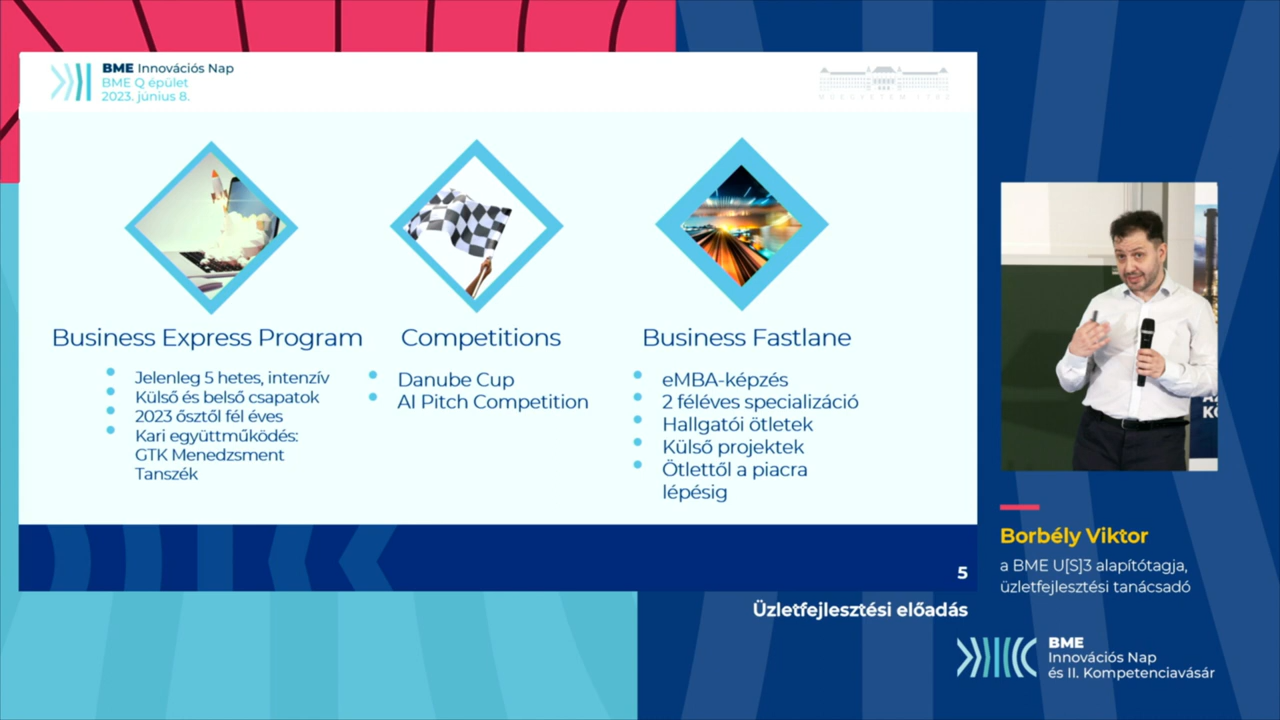 BME Innovációs Nap
BME Q épület
2023. június 8.
MŰEGYETEM 1782
Business Express Program
Jelenleg 5 hetes, intenzív
Külső és belső csapatok
2023 ősztől fél éves
Kari együttműködés:
GTK Menedzsment
Tanszék
Competitions
Danube Cup
AI Pitch Competition
Business Fastlane
eMBA-képzés
2 féléves specializáció
Hallgatói ötletek
Külső projektek
Ötlettől a piacra
lépésig
5
Üzletfejlesztési előadás
Borbély Viktor
a BME U[S]3 alapítótagja,
üzletfejlesztési tanácsadó
BME
Innovációs Nap
és II. Kompetenciavásár